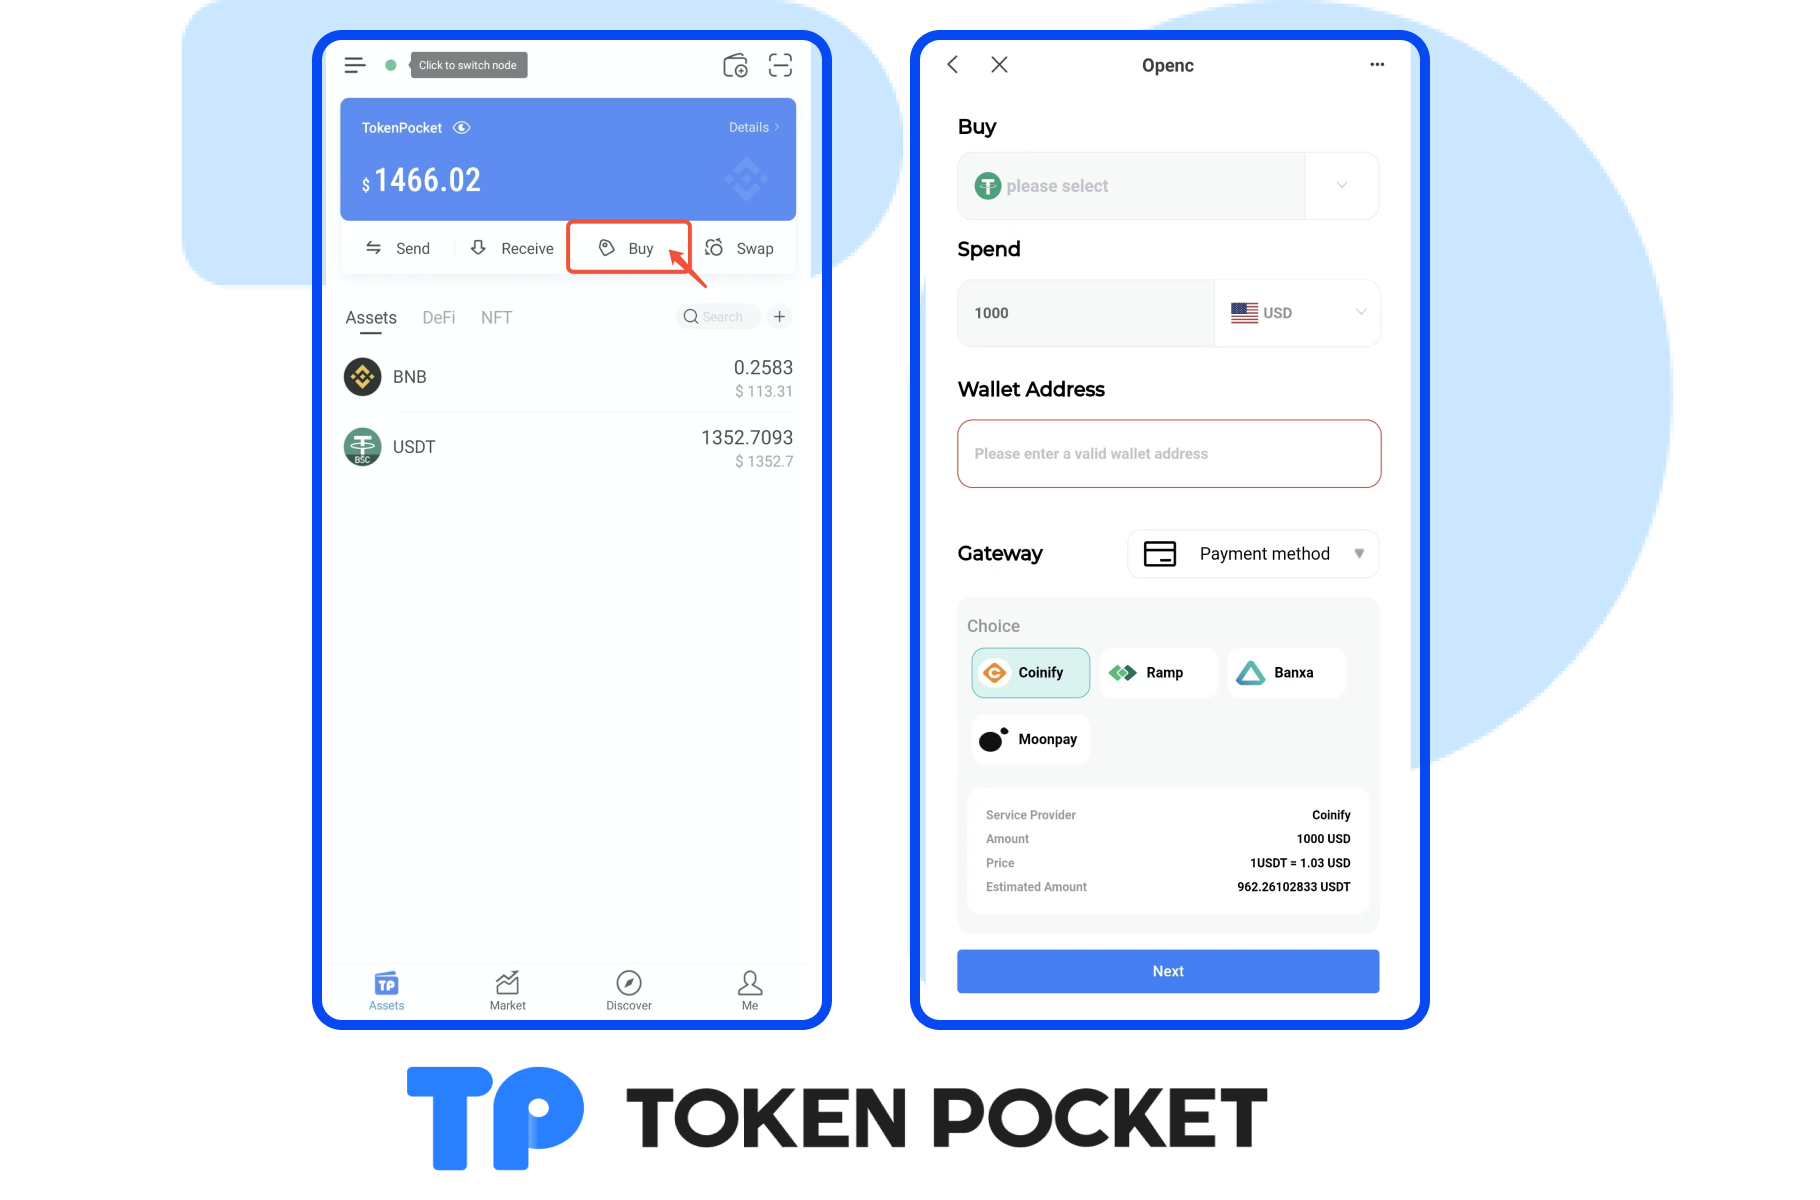 Click to switch node
TokenPocket
Details >
$ 1466.02
Send
Receive
Buy
Swap
Assets
DeFi
NFT
Search
BNB
0.2583
$ 113.31
BSC
USDT
1352.7093
$ 1352.7
TP
Assets
Market
Discover
Me
Openc
Buy
please select
Spend
1000
USD
Wallet Address
Please enter a valid wallet address
Gateway
Payment method
Choice
Coinify
Ramp
Banxa
Moonpay
Service Provider
Coinify
Amount
1000 USD
Price
1USDT = 1.03 USD
Estimated Amount
962.26102833 USDT
Next
TP TOKEN POCKET